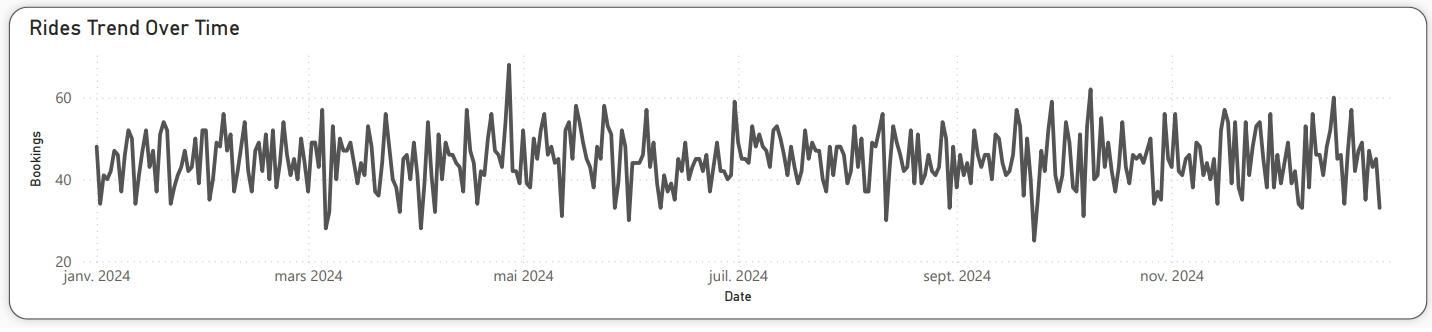 Rides Trend Over Time
60
40
20
Bookings
janv. 2024
mars 2024
mai 2024
juil. 2024
sept. 2024
nov. 2024
Date